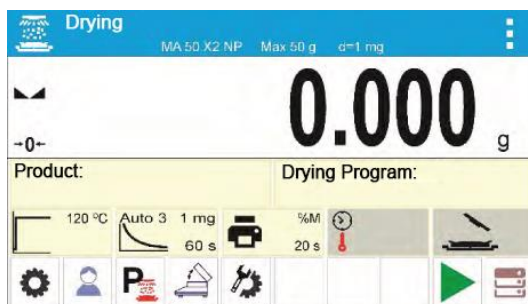 Drying
MA 50 X2 NP Max 50 g d=1 mg
0.000 g
→0←
Product: Drying Program:
120 °C Auto 3 1 mg %M
60 s 20 s
P